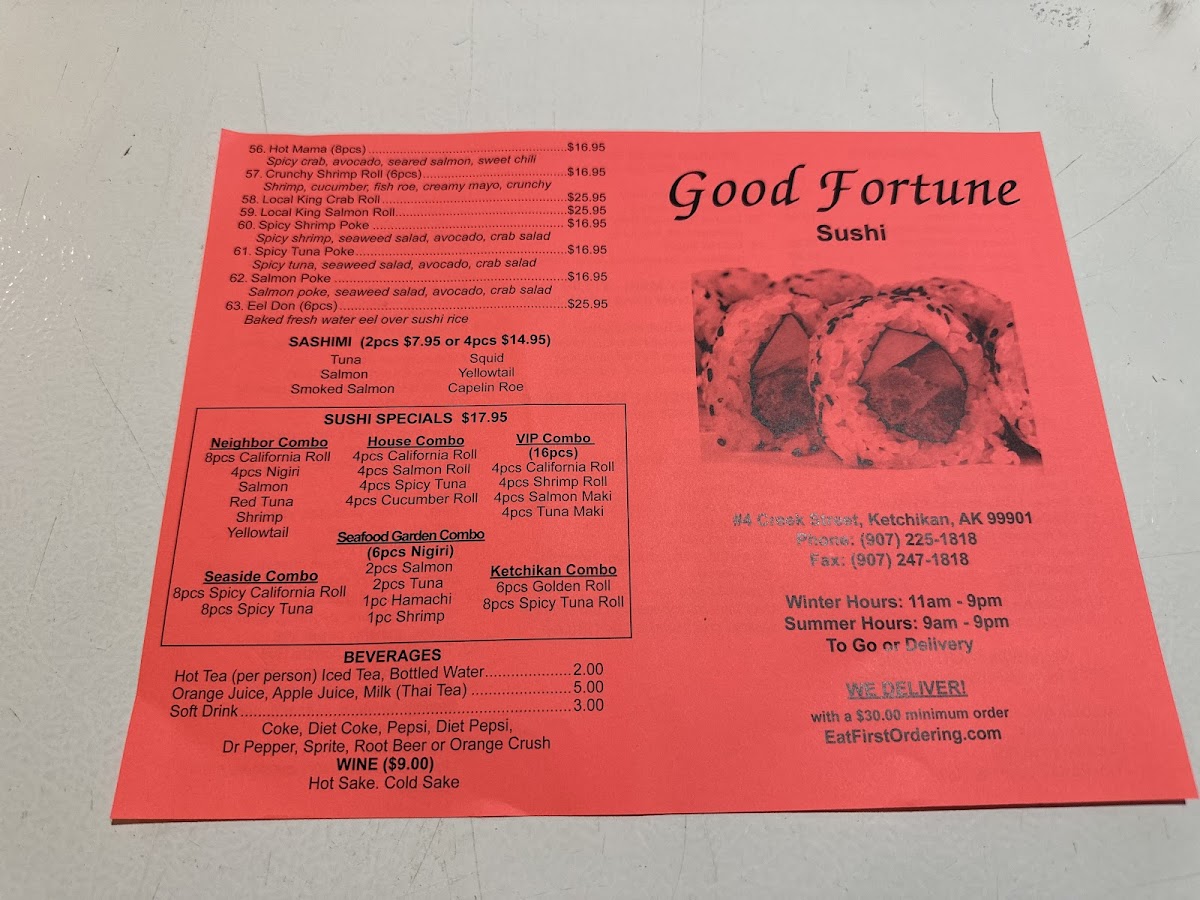 56. Hot Mama (8pcs) ..... $16.95
Spicy crab, avocado, seared salmon, sweet chili
57. Crunchy Shrimp Roll (6pcs) ..... $16.95
Shrimp, cucumber, fish roe, creamy mayo, crunchy
58. Local King Crab Roll ..... $25.95
59. Local King Salmon Roll ..... $25.95
60. Spicy Shrimp Poke ..... $16.95
Spicy shrimp, seaweed salad, avocado, crab salad
61. Spicy Tuna Poke ..... $16.95
Spicy tuna, seaweed salad, avocado, crab salad
62. Salmon Poke ..... $16.95
Salmon poke, seaweed salad, avocado, crab salad
63. Eel Don (6pcs) ..... $25.95
Baked fresh water eel over sushi rice
SASHIMI (2pcs $7.95 or 4pcs $14.95)
Tuna
Salmon
Smoked Salmon
Squid
Yellowtail
Capelin Roe
SUSHI SPECIALS $17.95
Neighbor Combo
8pcs California Roll
4pcs Nigiri
Salmon
Red Tuna
Shrimp
Yellowtail
House Combo
4pcs California Roll
4pcs Salmon Roll
4pcs Spicy Tuna
4pcs Cucumber Roll
VIP Combo
(16pcs)
4pcs California Roll
4pcs Shrimp Roll
4pcs Salmon Maki
4pcs Tuna Maki
Seaside Combo
8pcs Spicy California Roll
8pcs Spicy Tuna
Seafood Garden Combo
(6pcs Nigiri)
2pcs Salmon
2pcs Tuna
1pc Hamachi
1pc Shrimp
Ketchikan Combo
6pcs Golden Roll
8pcs Spicy Tuna Roll
BEVERAGES
Hot Tea (per person) Iced Tea, Bottled Water ..... 2.00
Orange Juice, Apple Juice, Milk (Thai Tea) ..... 5.00
Soft Drink ..... 3.00
Coke, Diet Coke, Pepsi, Diet Pepsi,
Dr Pepper, Sprite, Root Beer or Orange Crush
WINE ($9.00)
Hot Sake. Cold Sake
Good Fortune
Sushi
#4 Creek Street, Ketchikan, AK 99901
Phone: (907) 225-1818
Fax: (907) 247-1818
Winter Hours: 11am - 9pm
Summer Hours: 9am - 9pm
To Go or Delivery
WE DELIVER!
with a $30.00 minimum order
EatFirstOrdering.com